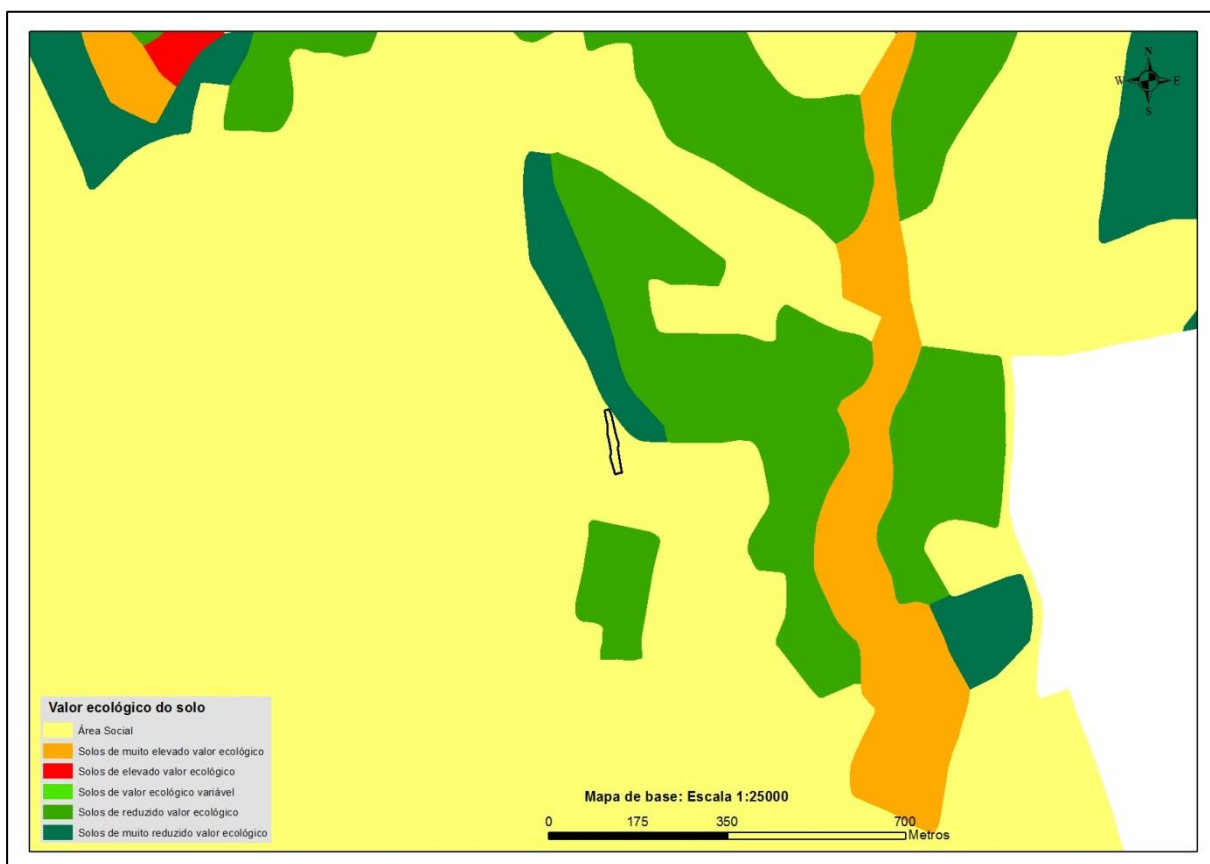 N
W E
S
Valor ecológico do solo
Área Social
Solos de muito elevado valor ecológico
Solos de elevado valor ecológico
Solos de valor ecológico variável
Solos de reduzido valor ecológico
Solos de muito reduzido valor ecológico
Mapa de base: Escala 1:25000
0 175 350 700
Metros